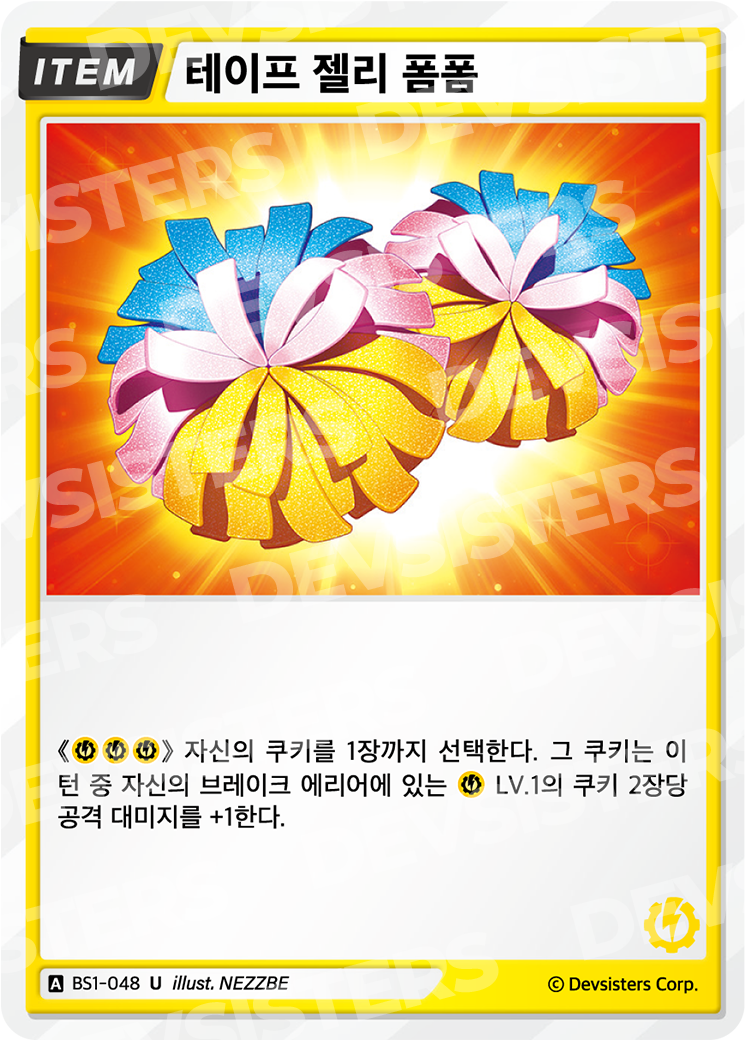 ITEM
테이프 젤리 폼폼
《》 자신의 쿠키를 1장까지 선택한다. 그 쿠키는 이
턴 중 자신의 브레이크 에리어에 있는 LV.1의 쿠키 2장당
공격 대미지를 +1한다.
A BS1-048 U illust. NEZZBE
© Devsisters Corp.
DEVSISTERS